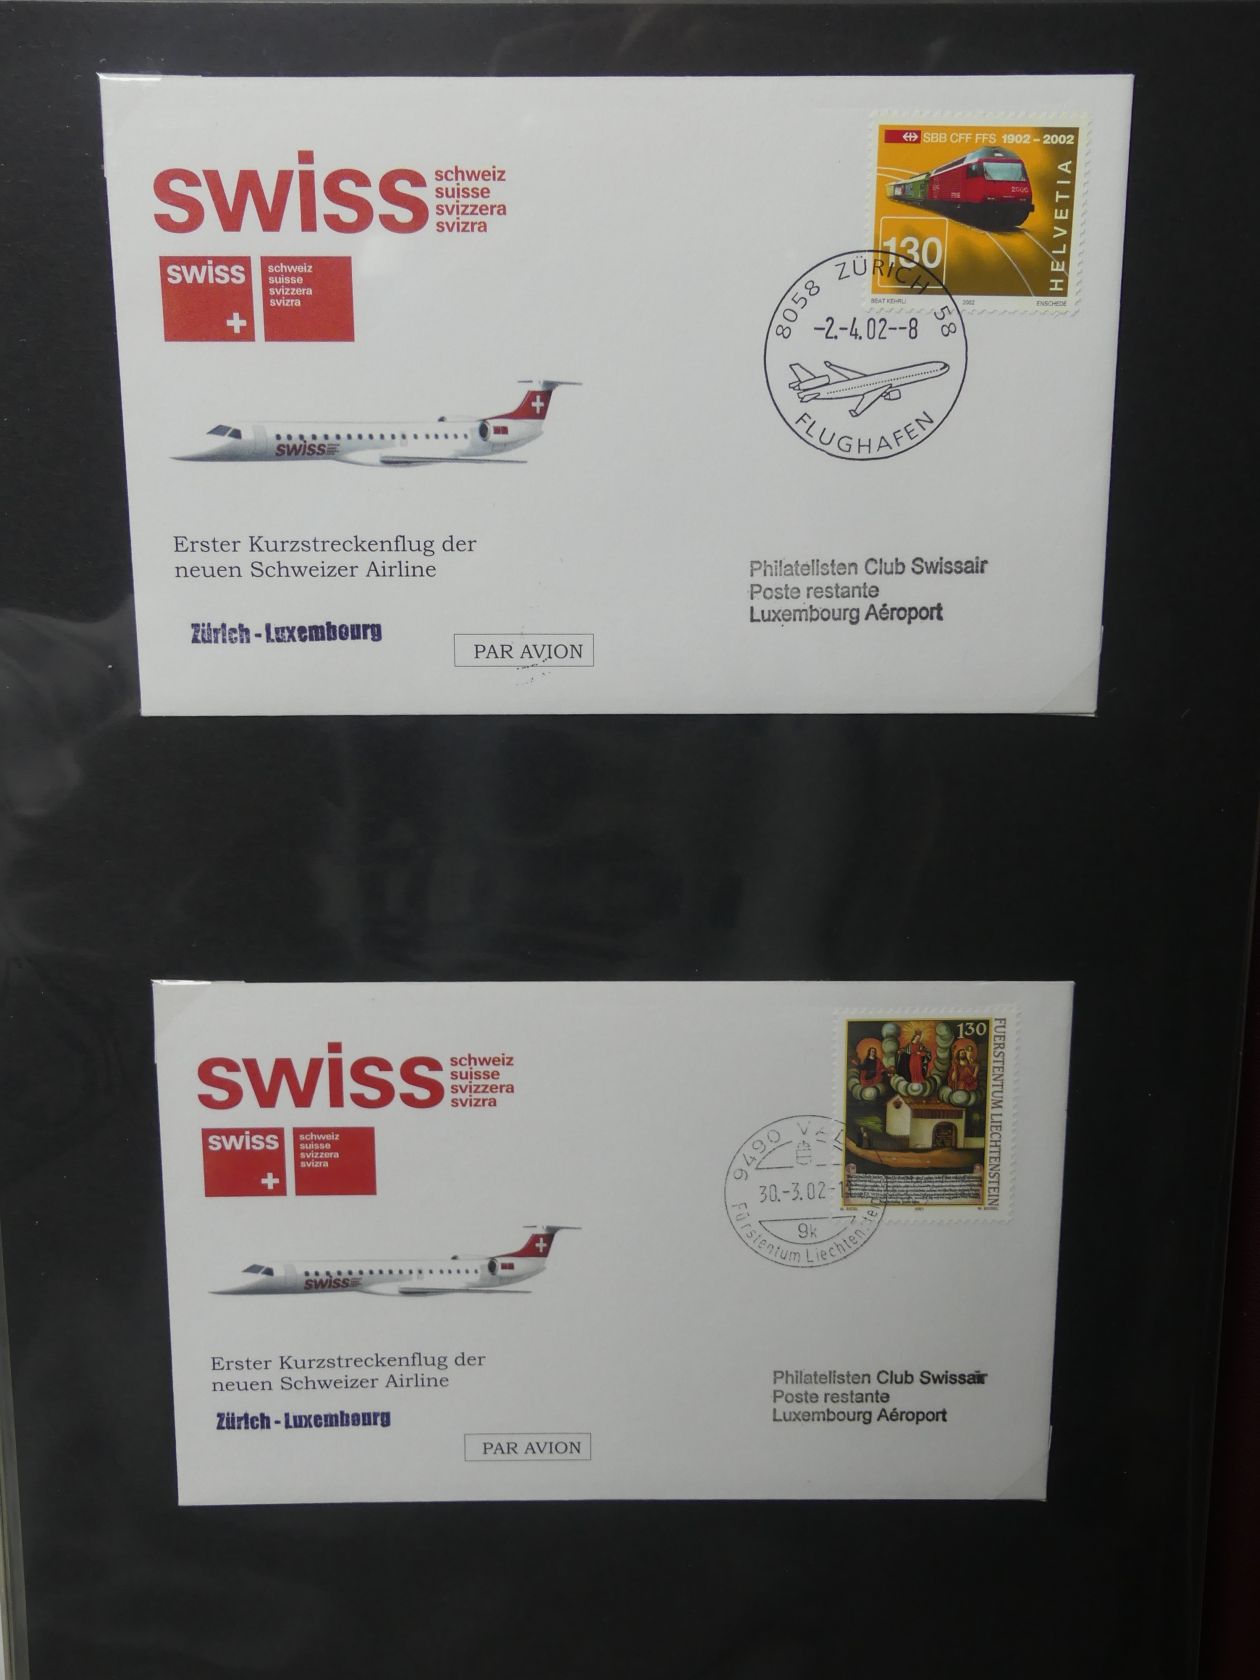 swiss
schweiz
suisse
svizzera
svizra
swiss
schweiz
suisse
svizzera
svizra
SBB CFF FFS 1902 - 2002
2000
130
HELVETIA
BEAT KEHRLI 2002 ENSCHEDE
8058 ZÜRICH 58
-2.-4.02--8
FLUGHAFEN
swiss
Erster Kurzstreckenflug der
neuen Schweizer Airline
Zürich - Luxembourg
PAR AVION
Philatelisten Club Swissair
Poste restante
Luxembourg Aéroport
swiss
schweiz
suisse
svizzera
svizra
swiss
schweiz
suisse
svizzera
svizra
130
FUERSTENTUM LIECHTENSTEIN
2001
9490
30.-3.02-1
9k
Fürstentum Liechtenstein
swiss
Erster Kurzstreckenflug der
neuen Schweizer Airline
Zürich - Luxembourg
PAR AVION
Philatelisten Club Swissair
Poste restante
Luxembourg Aéroport